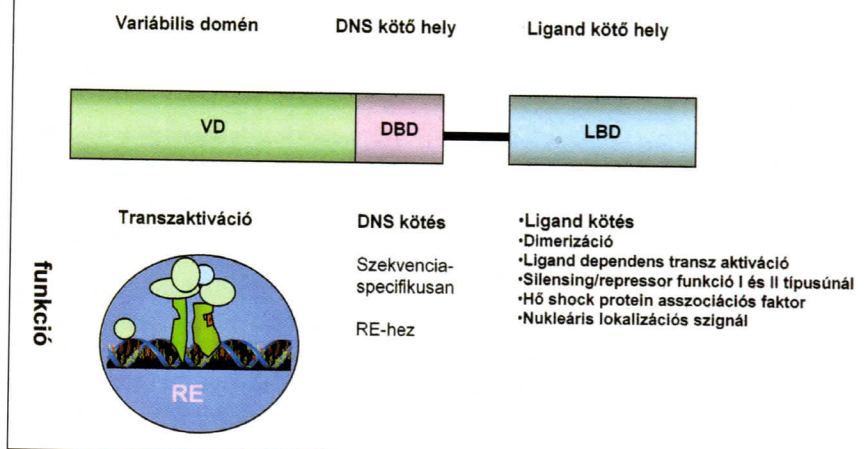 Variábilis domén
DNS kötő hely
Ligand kötő hely
VD
DBD
LBD
funkció
Transzaktiváció
RE
DNS kötés
Szekvencia-
specifikusan
RE-hez
•Ligand kötés
•Dimerizáció
•Ligand dependens transz aktiváció
•Silensing/repressor funkció I és II típusúnál
•Hő shock protein asszociációs faktor
•Nukleáris lokalizációs szignál